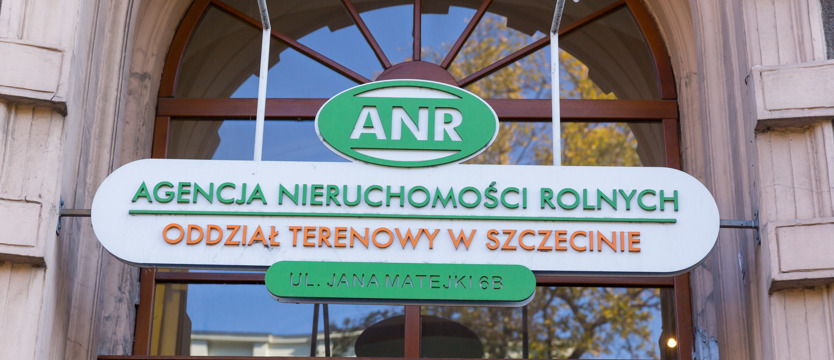 ANR
AGENCJA NIERUCHOMOŚCI ROLNYCH
ODDZIAŁ TERENOWY W SZCZECINIE
UL. JANA MATEJKI 6B